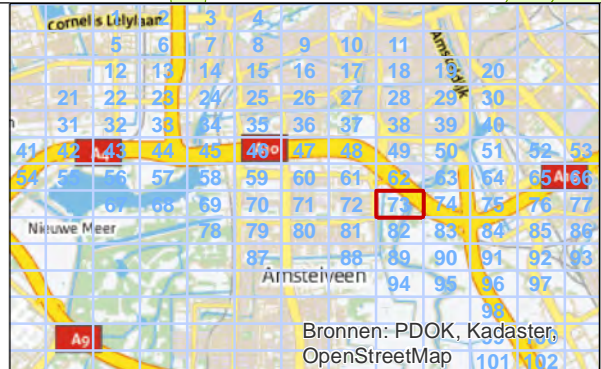 Cornelis Lelylaan 1 2 3 4
5 6 7 8 9 10 11
Amsteldijk
12 13 14 15 16 17 18 19 20
21 22 23 24 25 26 27 28 29 30
31 32 33 34 35 36 37 38 39 40
41 42 43 44 45 46 47 48 49 50 51 52 53
A4 A10
54 55 56 57 58 59 60 61 62 63 64 65 66
67 68 69 70 71 72 73 74 75 76 77
Nieuwe Meer 78 79 80 81 82 83 84 85 86
87 88 89 90 91 92 93
Amstelveen 94 95 96 97
98
A9 Bronnen: PDOK, Kadaster,
OpenStreetMap
101 102